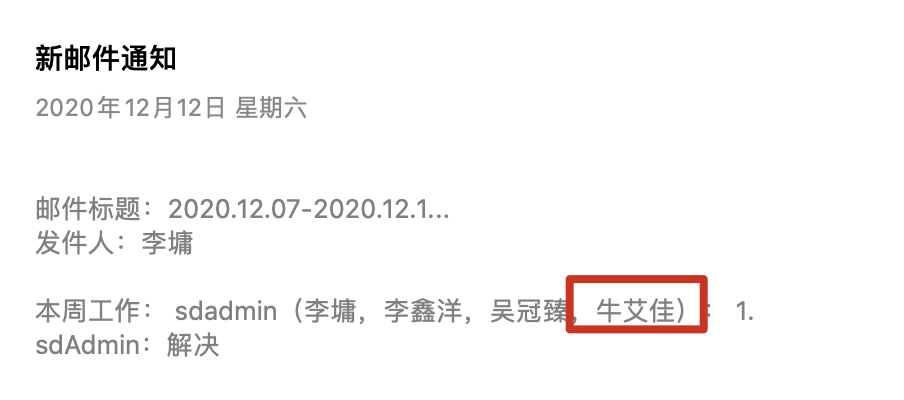 新邮件通知
2020年12月12日 星期六
邮件标题：2020.12.07-2020.12.1...
发件人：李墉
本周工作： sdadmin（李墉，李鑫洋，吴冠臻，牛艾佳）： 1.
sdAdmin：解决